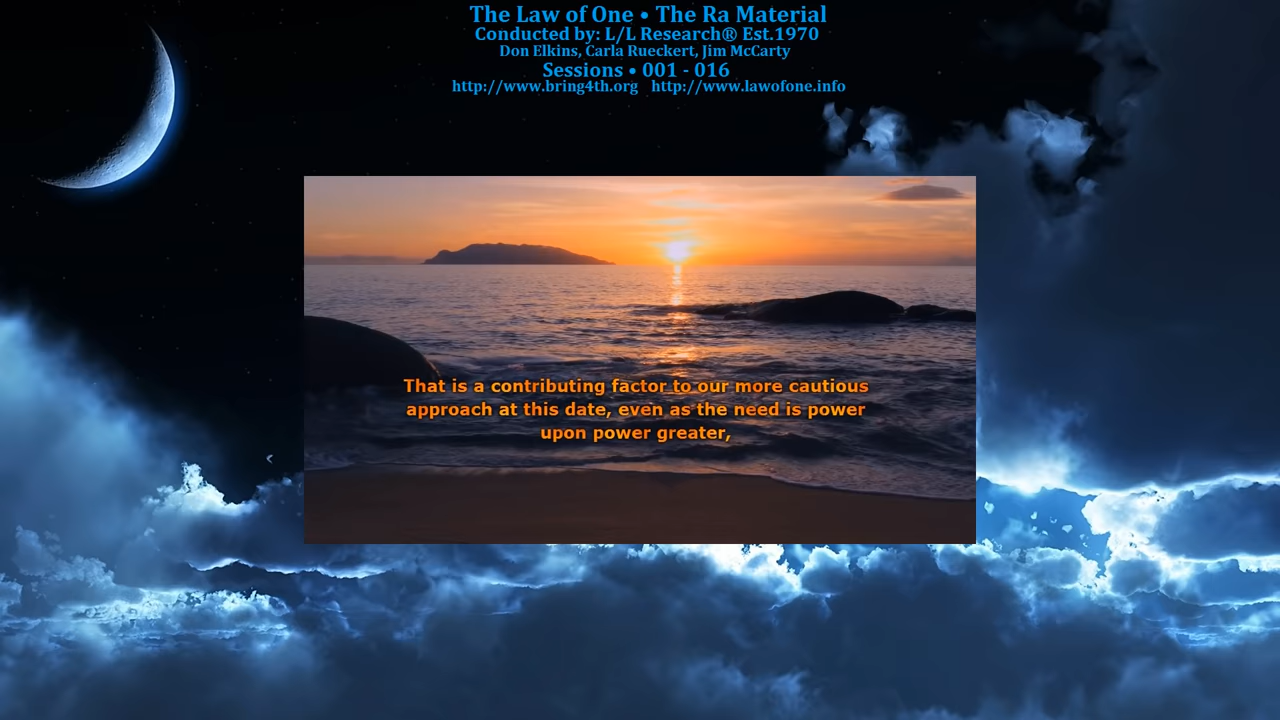 The Law of One • The Ra Material
Conducted by: L/L Research® Est.1970
Don Elkins, Carla Rueckert, Jim McCarty
Sessions • 001 - 016
http://www.bring4th.org http://www.lawofone.info
That is a contributing factor to our more cautious
approach at this date, even as the need is power
upon power greater,